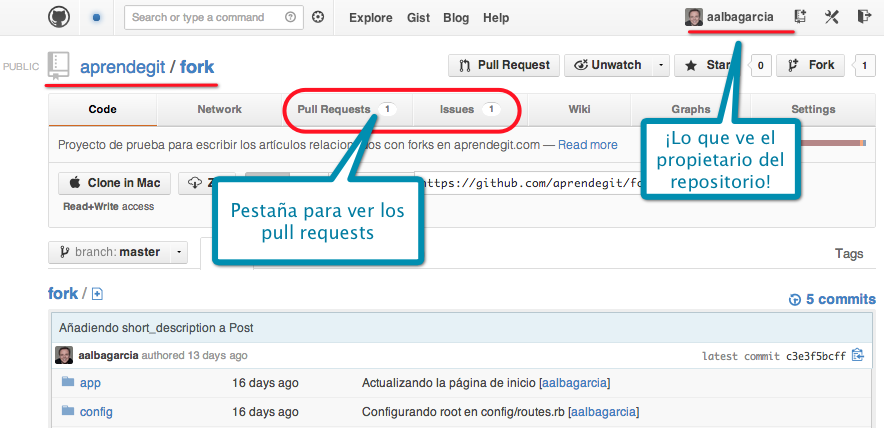 Search or type a command
Explore Gist Blog Help
aalbagarcia
PUBLIC
aprendegit / fork
Pull Request
Unwatch
Star
0
Fork
1
Code
Network
Pull Requests 1
Issues 1
Wiki
Graphs
Settings
Proyecto de prueba para escribir los artículos relacionados con forks en aprendegit.com — Read more
¡Lo que ve el
propietario del
repositorio!
Clone in Mac
Z
https://github.com/aprendegit/fo
Read+Write access
Pestaña para ver los
pull requests
branch: master
Tags
fork /
5 commits
Añadiendo short_description a Post
aalbagarcia authored 13 days ago
latest commit c3e3f5bcff
app 16 days ago Actualizando la página de inicio [aalbagarcia]
config 16 days ago Configurando root en config/routes.rb [aalbagarcia]